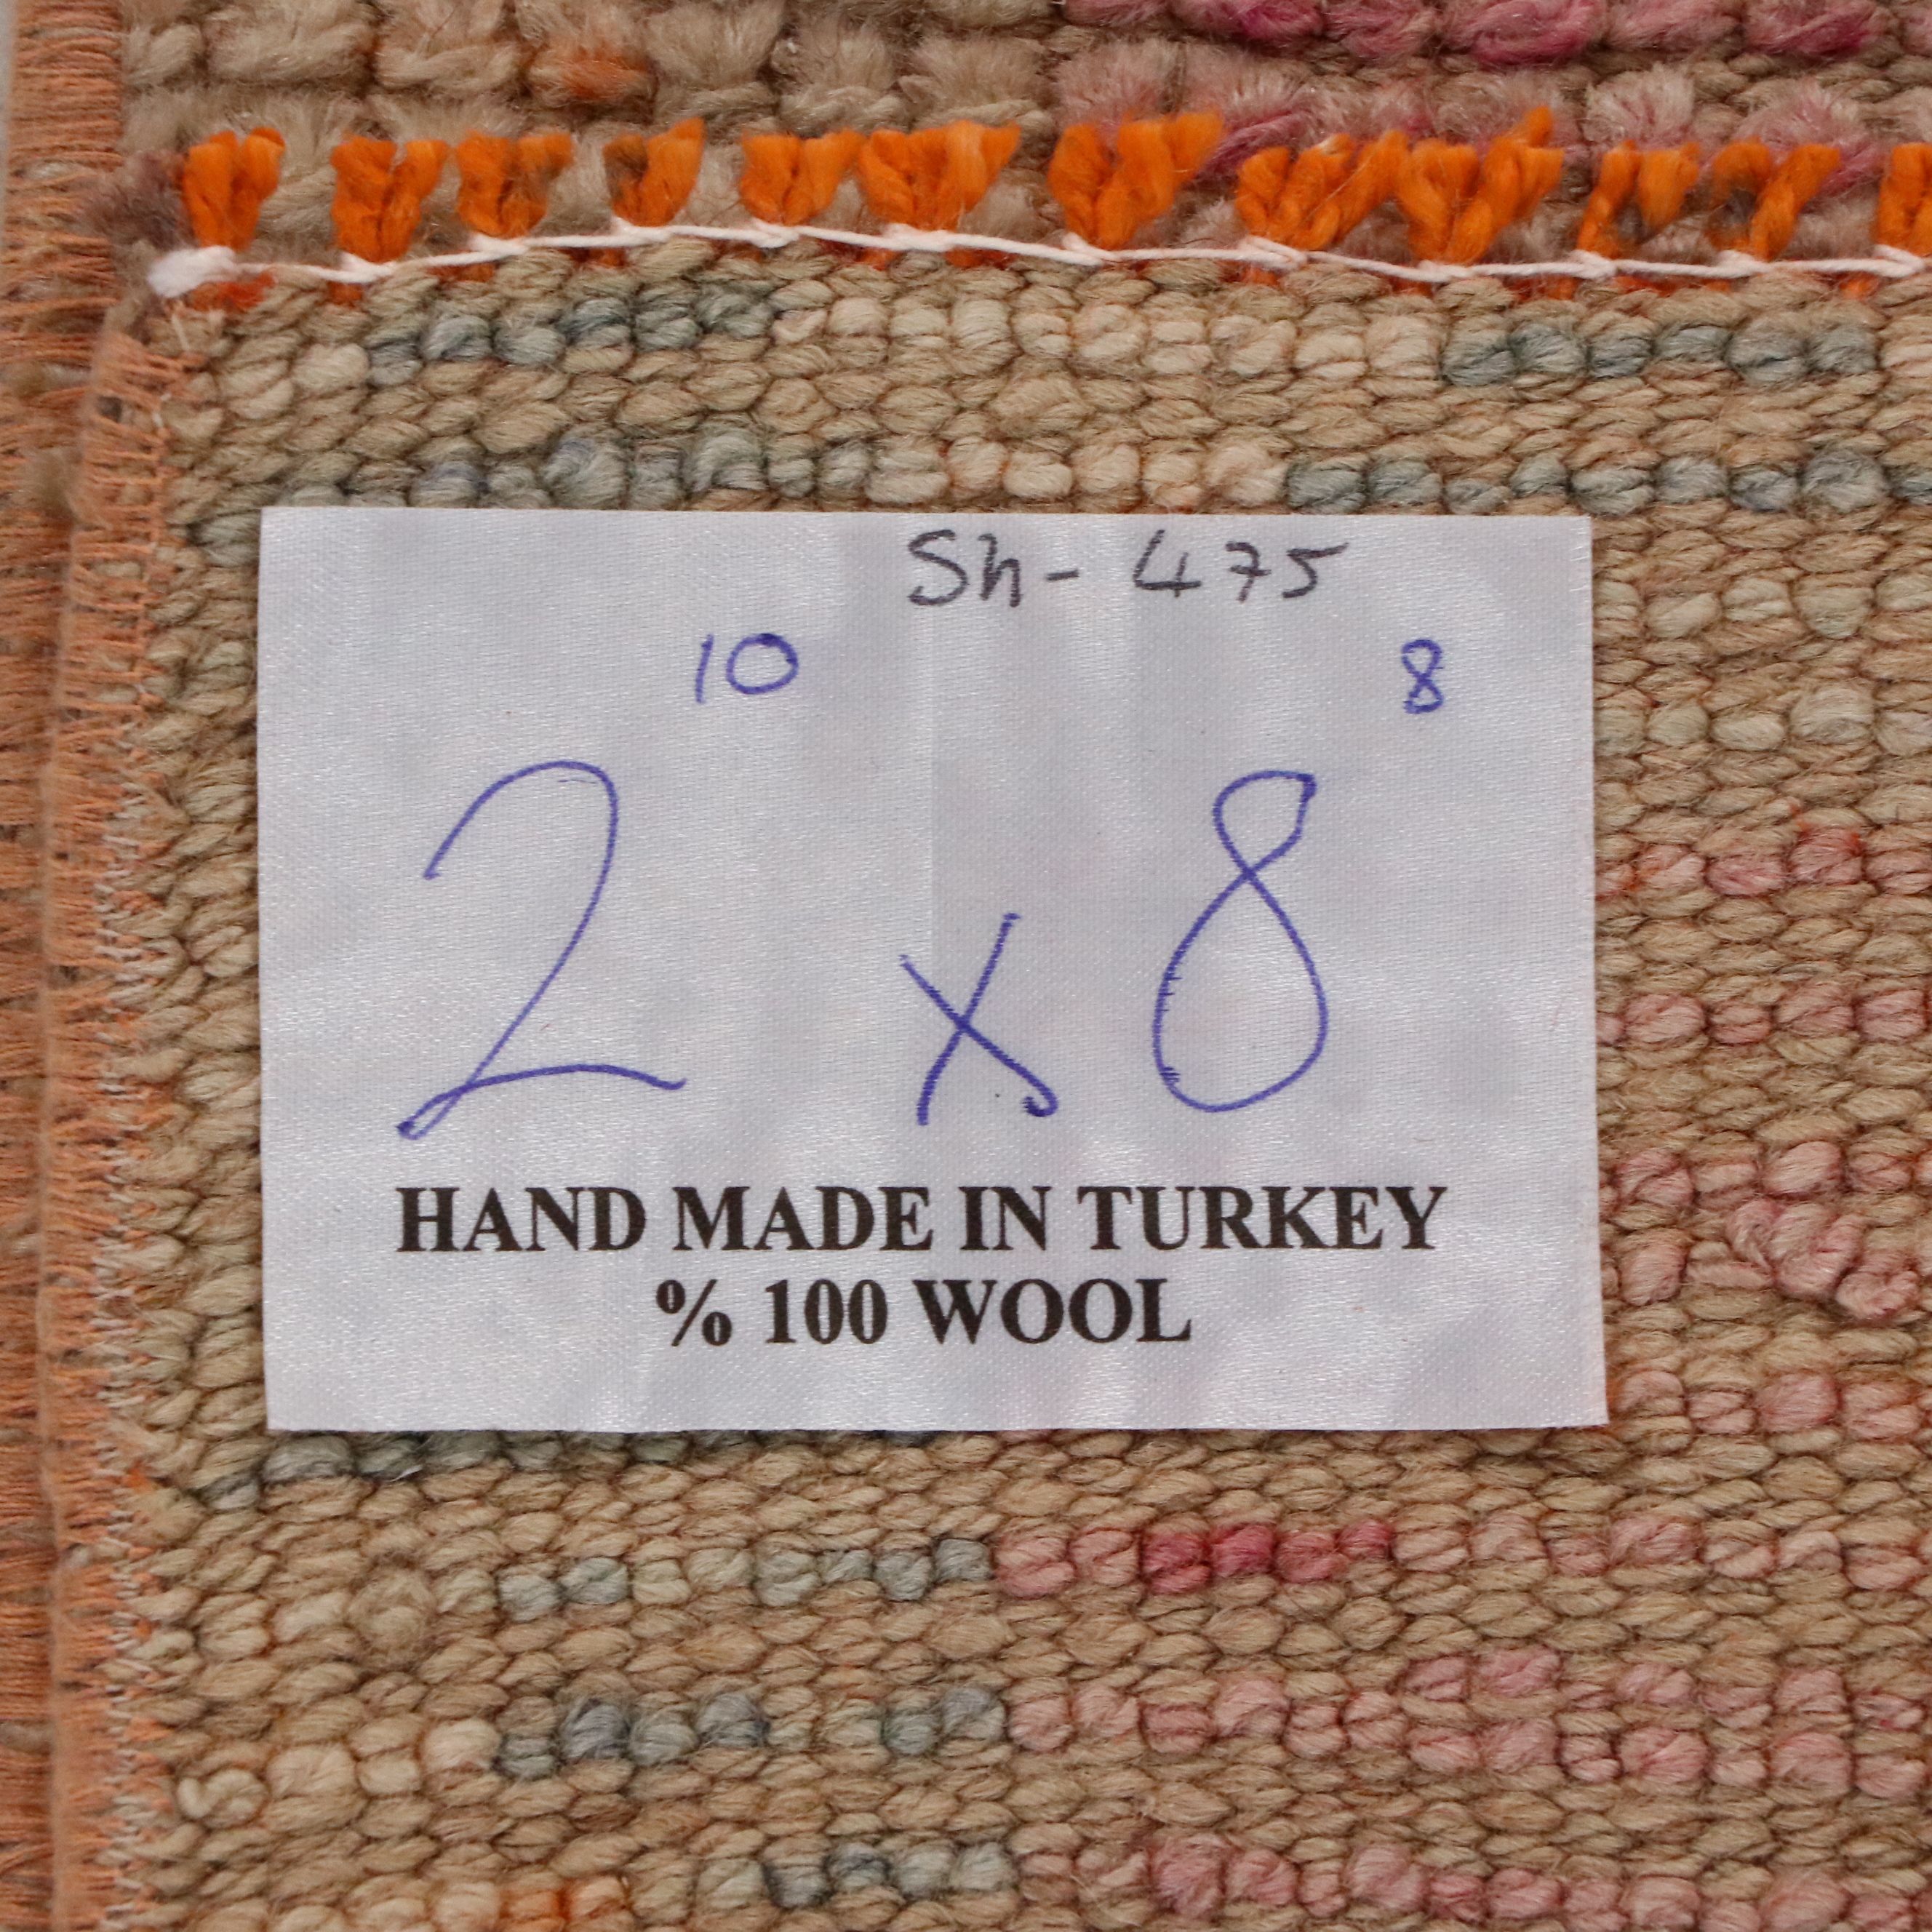 Sh- 475
10 8
2 x 8
HAND MADE IN TURKEY
% 100 WOOL